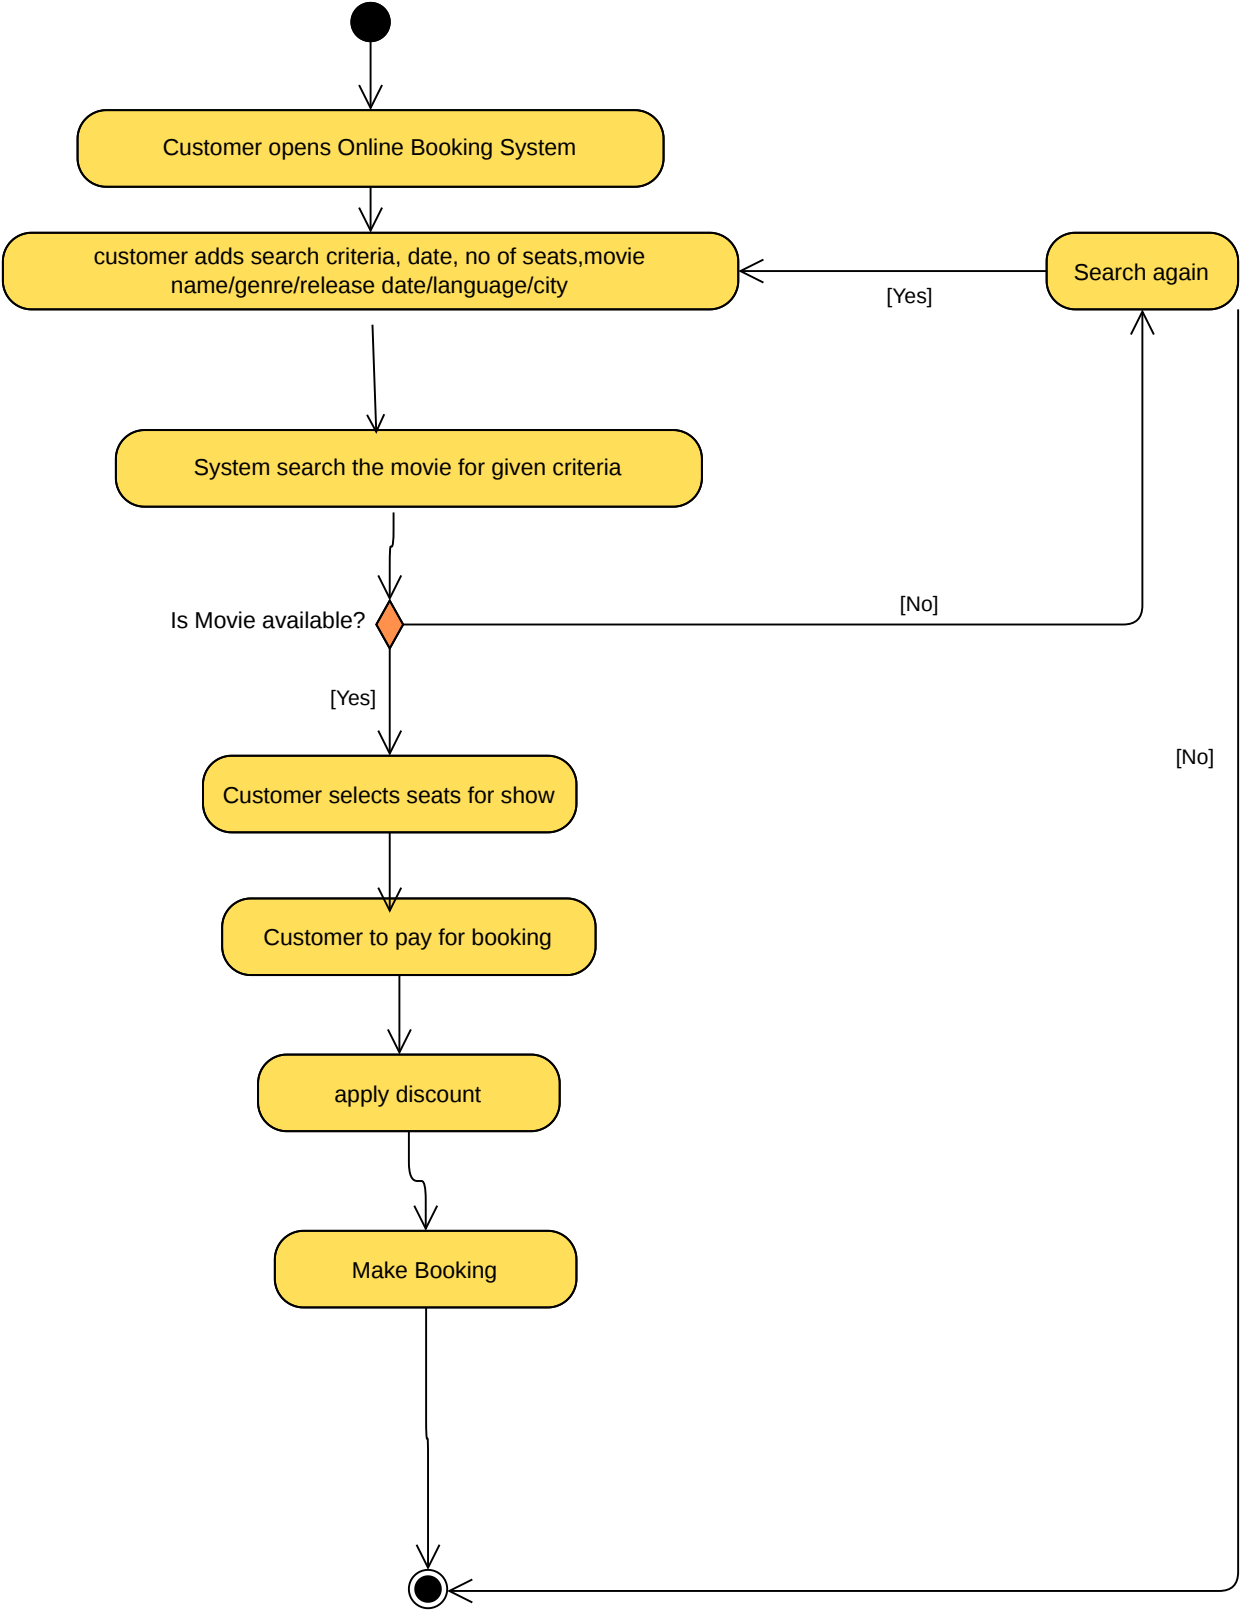 Customer opens Online Booking System
customer adds search criteria, date, no of seats,movie
name/genre/release date/language/city
Search again
[Yes]
System search the movie for given criteria
[No]
Is Movie available?
[Yes]
[No]
Customer selects seats for show
Customer to pay for booking
apply discount
Make Booking